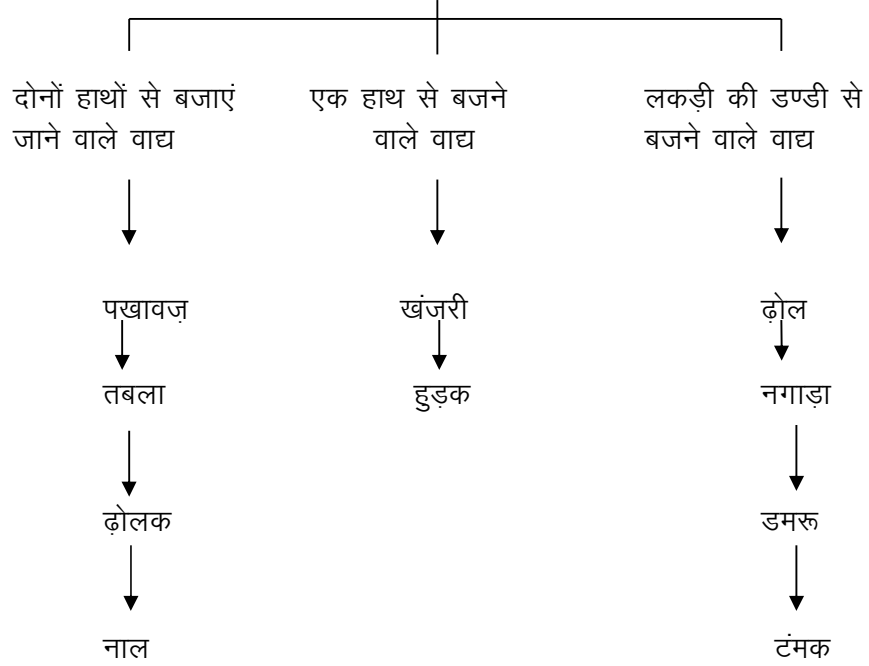 दोनों हाथों से बजाएं
जाने वाले वाद्य
एक हाथ से बजने
वाले वाद्य
लकड़ी की डण्डी से
बजने वाले वाद्य
पखावज़
तबला
ढ़ोलक
नाल
खंजरी
हुड़क
ढ़ोल
नगाड़ा
डमरू
टंमक